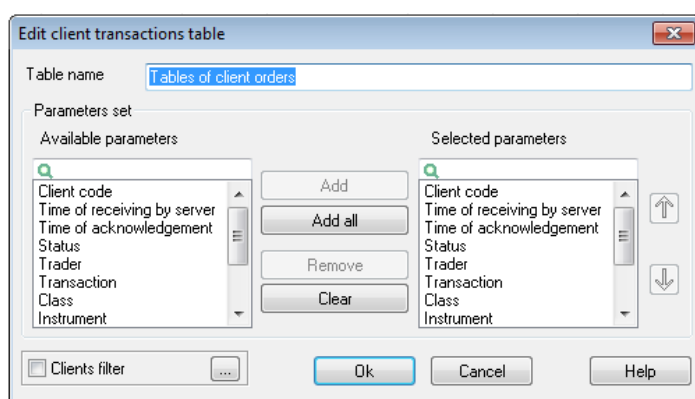 Edit client transactions table
Table name Tables of client orders
Parameters set
Available parameters
Selected parameters
Client code
Time of receiving by server
Time of acknowledgement
Status
Trader
Transaction
Class
Instrument
Add
Add all
Remove
Clear
Client code
Time of receiving by server
Time of acknowledgement
Status
Trader
Transaction
Class
Instrument
Clients filter ... Ok Cancel Help